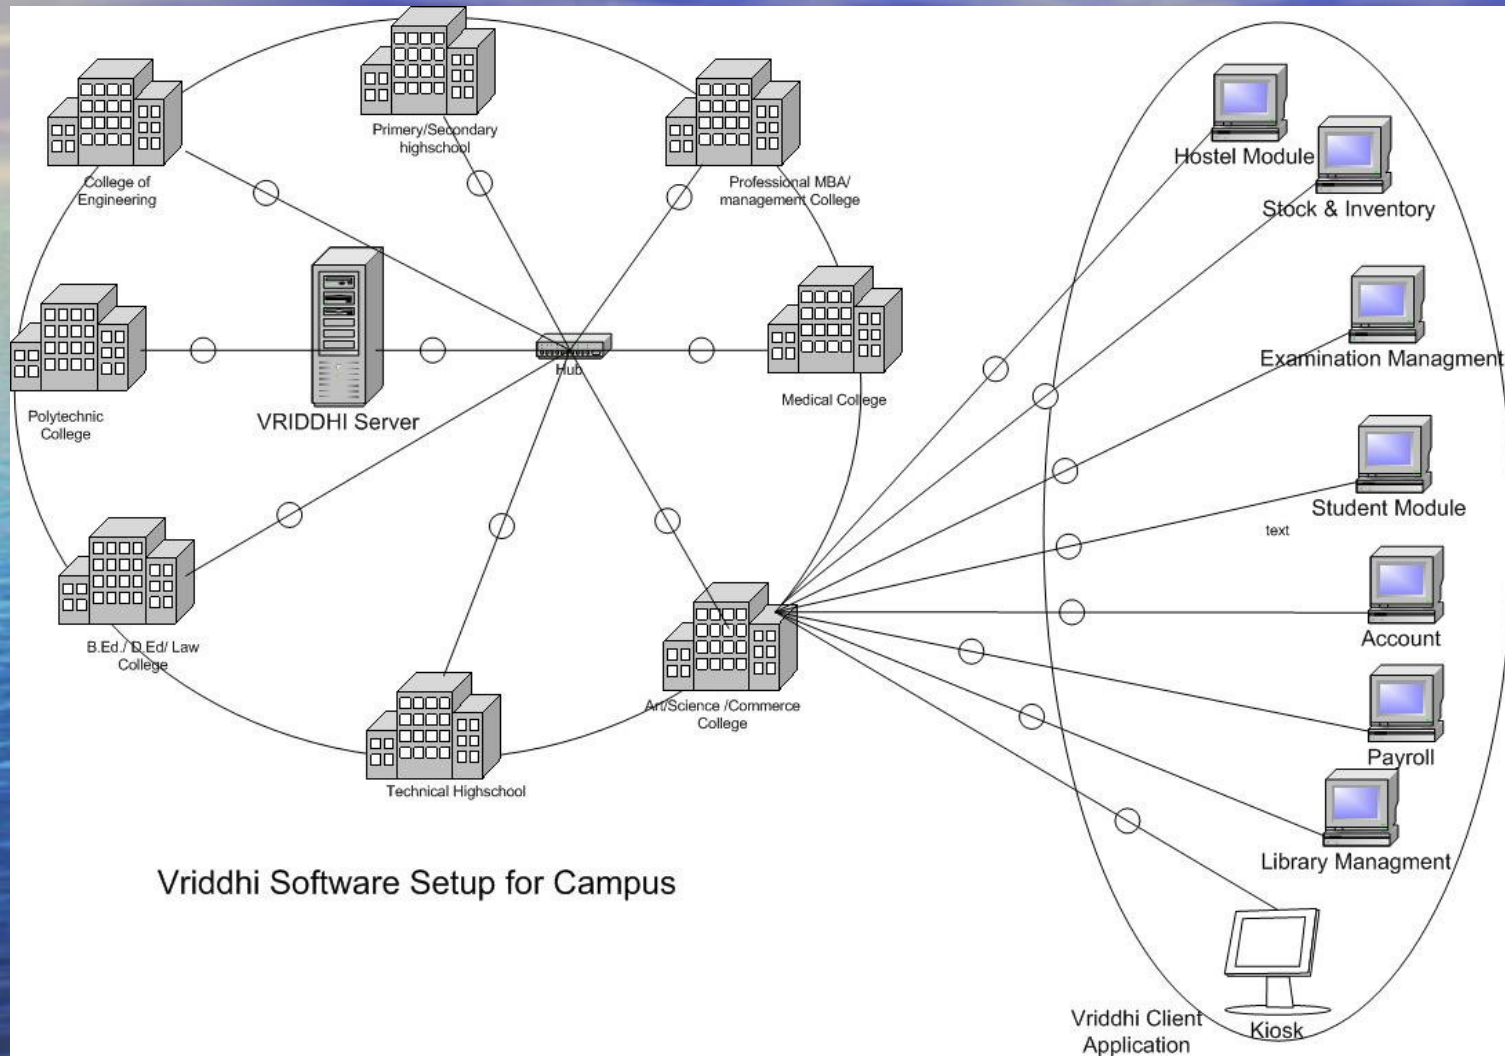 Primery/Secondary
highschool
College of
Engineering
Professional MBA/
management College
Hostel Module
Stock & Inventory
Polytechnic
College
VRIDDHI Server
Hub
Medical College
Examination Managment
Student Module
text
B.Ed./ D.Ed/ Law
College
Technical Highschool
Art/Science /Commerce
College
Account
Payroll
Library Managment
Vriddhi Software Setup for Campus
Vriddhi Client
Application
Kiosk